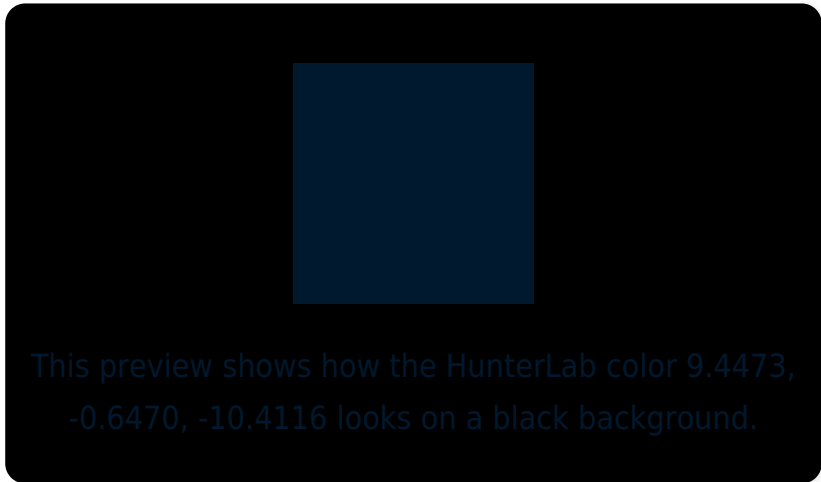 This preview shows how the HunterLab color 9.4473,
-0.6470, -10.4116 looks on a black background.